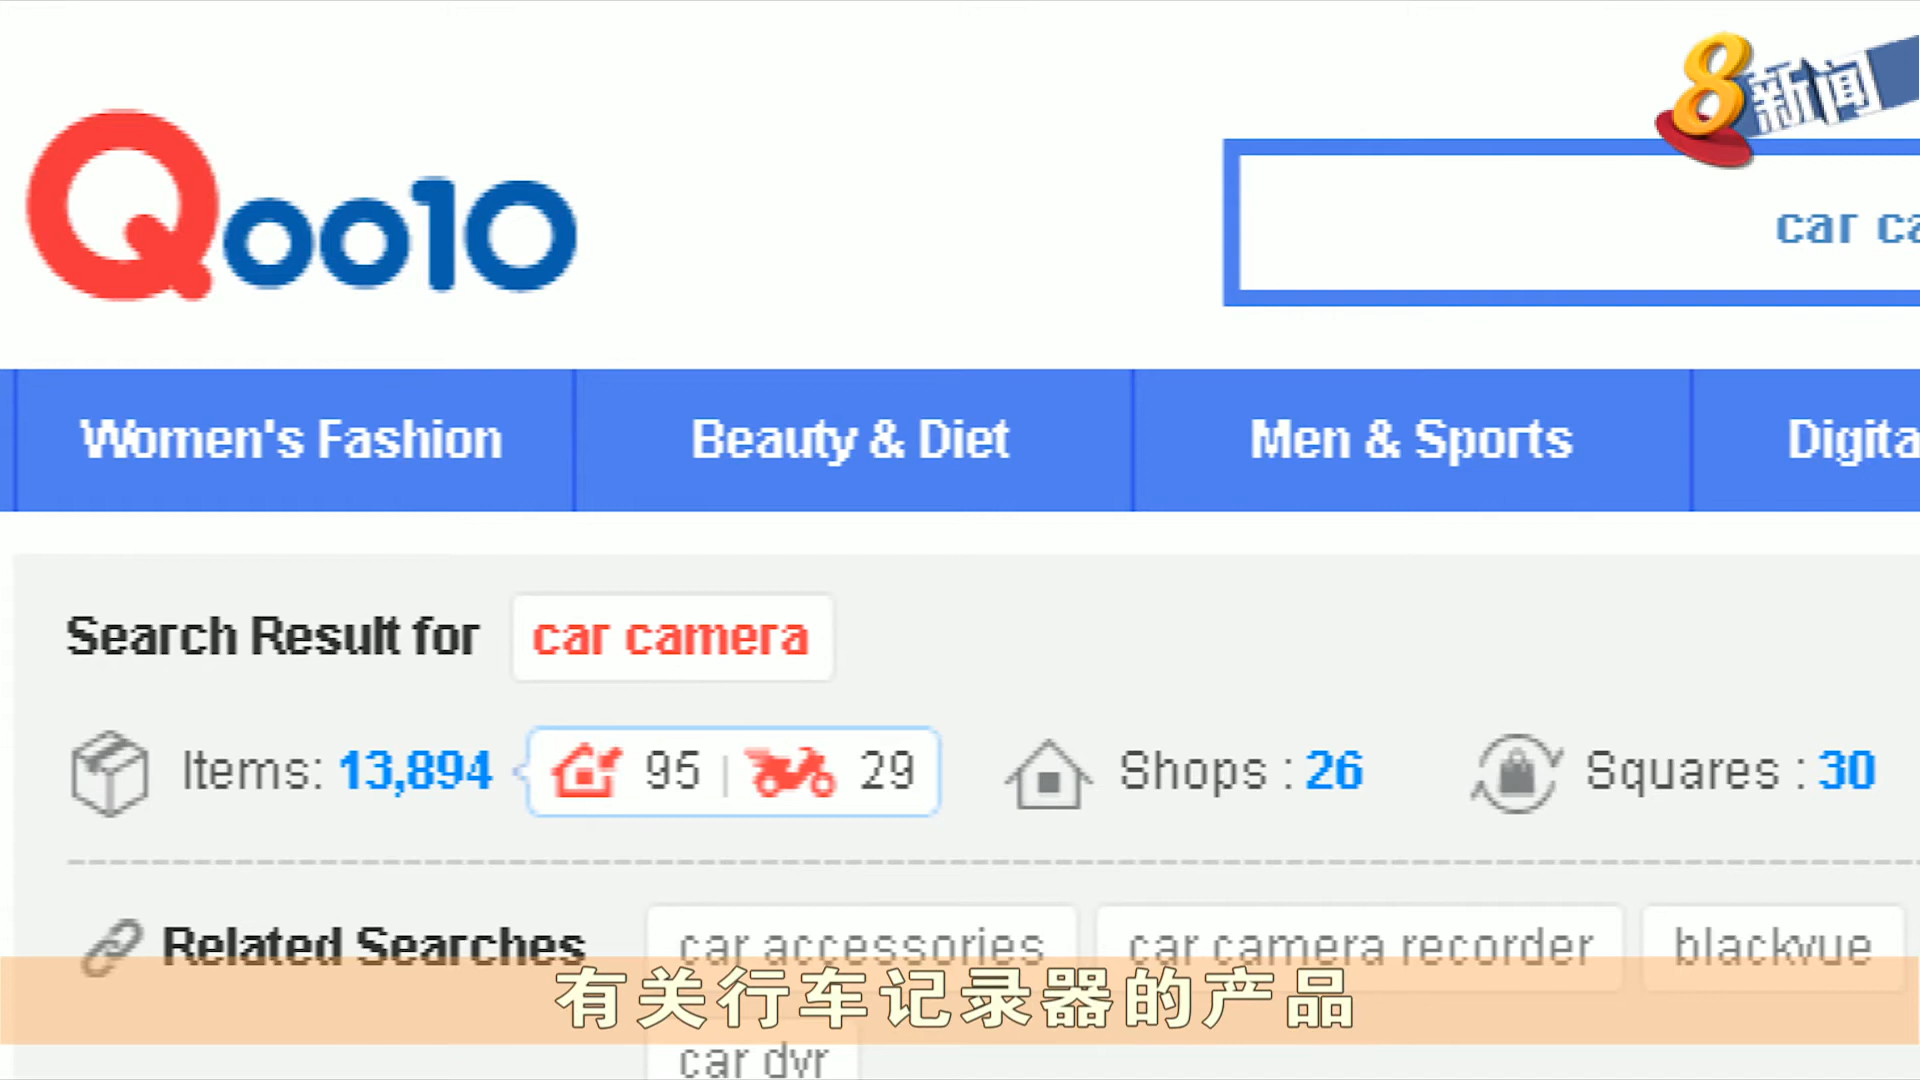 8新闻
Qoo10
car ca
Women's Fashion
Beauty & Diet
Men & Sports
Digita
Search Result for car camera
Items: 13,894 95 | 29 Shops : 26 Squares : 30
Related Searches car accessories car camera recorder blackvue
有关行车记录器的产品
car dvr